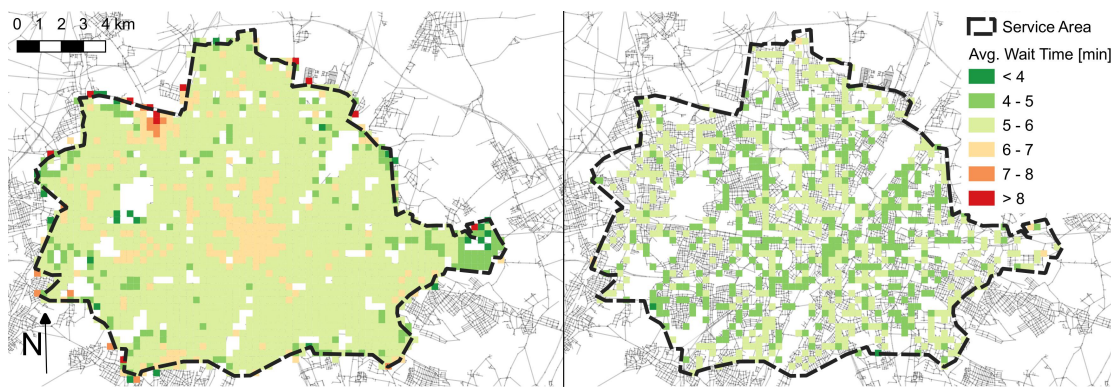 0 1 2 3 4 km
N
Service Area
Avg. Wait Time [min]
< 4
4 - 5
5 - 6
6 - 7
7 - 8
> 8